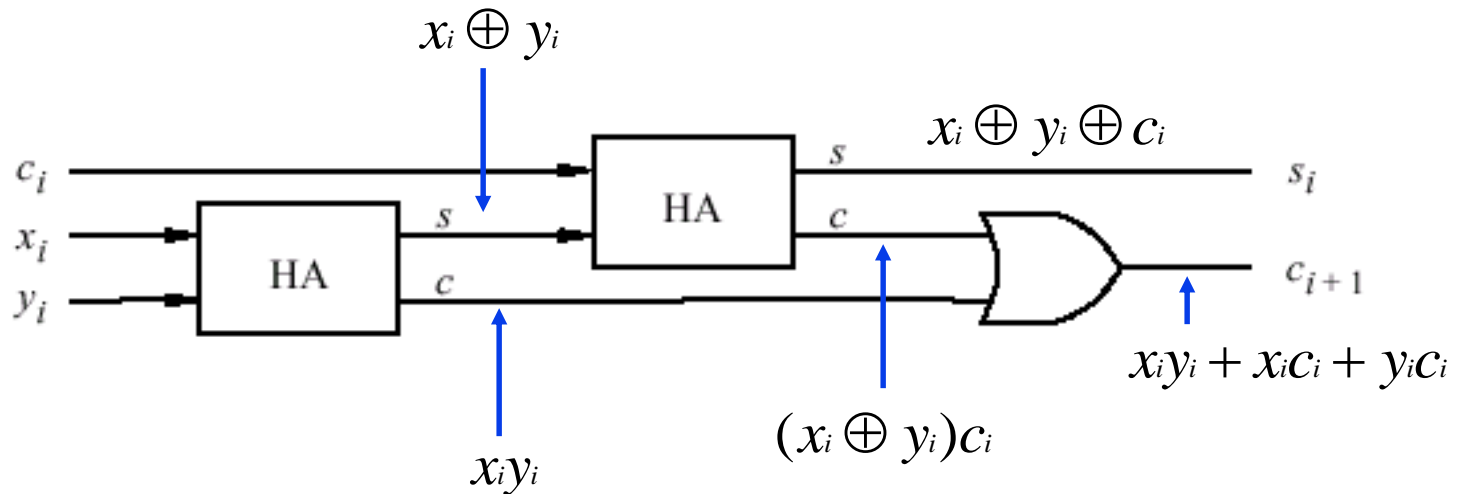 xᵢ ⊕ yᵢ
xᵢ ⊕ yᵢ ⊕ cᵢ
cᵢ
s
sᵢ
HA
xᵢ
s
c
HA
cᵢ₊₁
yᵢ
c
xᵢyᵢ + xᵢcᵢ + yᵢcᵢ
(xᵢ ⊕ yᵢ)cᵢ
xᵢyᵢ